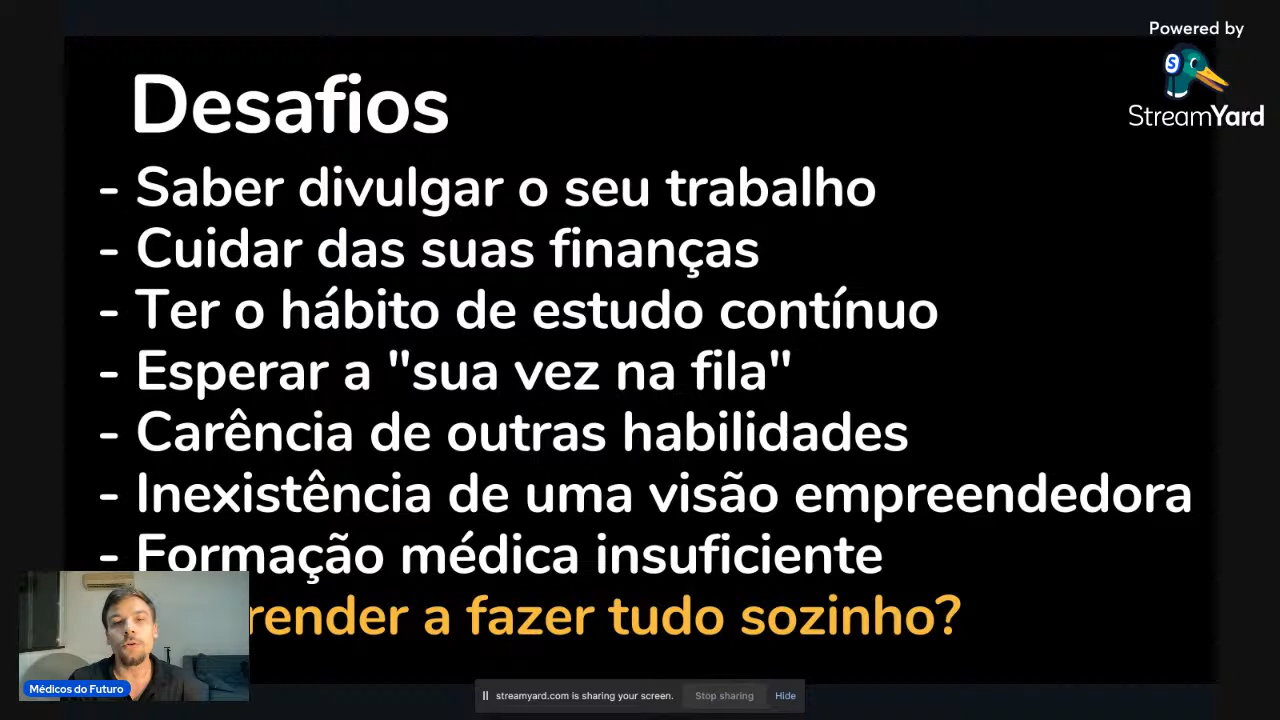 Powered by
StreamYard
Desafios
- Saber divulgar o seu trabalho
- Cuidar das suas finanças
- Ter o hábito de estudo contínuo
- Esperar a "sua vez na fila"
- Carência de outras habilidades
- Inexistência de uma visão empreendedora
- Formação médica insuficiente
a fazer tudo sozinho?
Médicos do Futuro
streamyard.com is sharing your screen. Stop sharing Hide